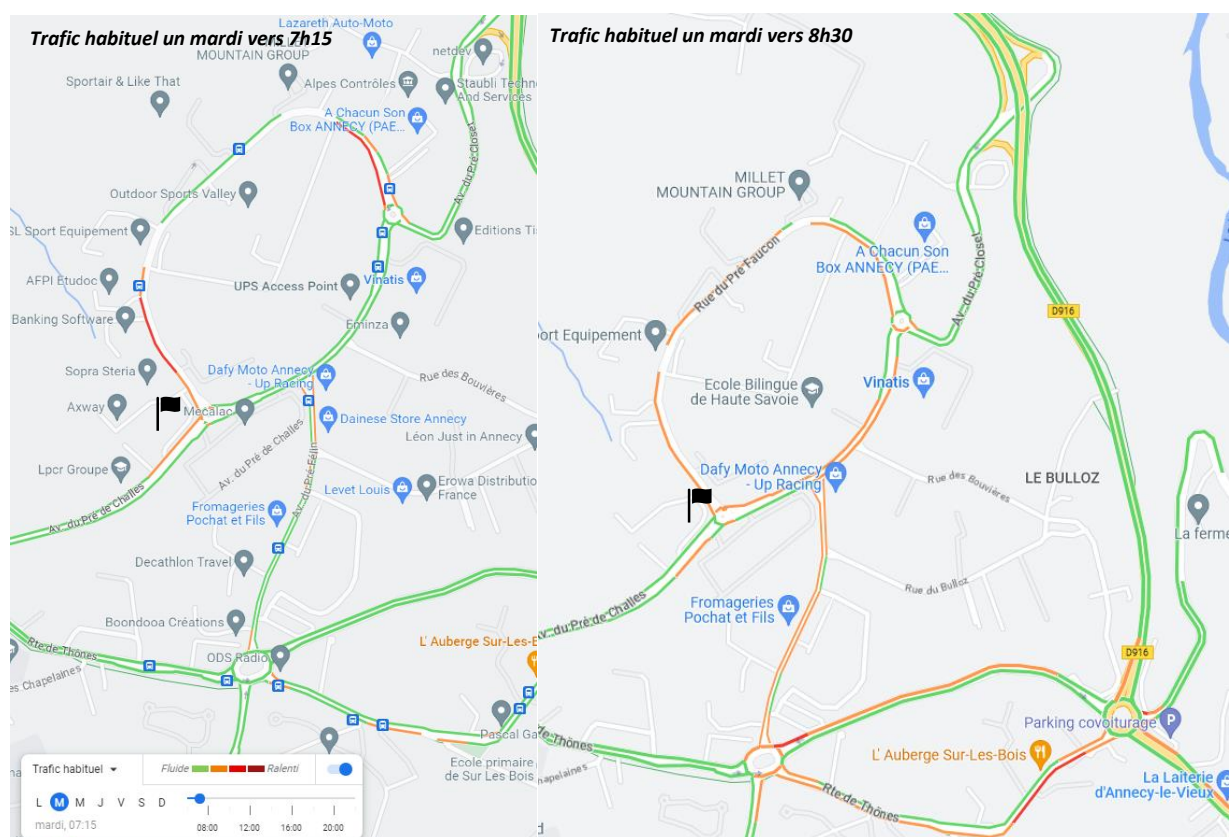 Trafic habituel un mardi vers 7h15
Lazareth Auto-Moto
MILLET
MOUNTAIN GROUP
netdev
Sportair & Like That
Alpes Contrôles
Staubli Techn
And Services
A Chacun Son
Box ANNECY (PAE...
Av. du Pré Closet
Outdoor Sports Valley
SL Sport Equipement
Editions Tis
AFPI Etudoc
UPS Access Point
Vinatis
Banking Software
Eminza
Sopra Steria
Dafy Moto Annecy
- Up Racing
Rue des Bouvières
Axway
Mecalac
Dainese Store Annecy
Léon Just in Annecy
Lpcr Groupe
Av. du Pré de Challes
Av. du Pré Félin
Levet Louis
Erowa Distributio
France
Av. du Pré de Challes
Fromageries
Pochat et Fils
Decathlon Travel
Boondooa Créations
Rte de Thônes
ODS Radio
L' Auberge Sur-Les-B
es Chapelaines
Pascal Ga
Ecole primaire
de Sur Les Bois
Trafic habituel
Fluide
Ralenti
L M M J V S D
mardi, 07:15
08:00 12:00 16:00 20:00
Trafic habituel un mardi vers 8h30
MILLET
MOUNTAIN GROUP
A Chacun Son
Box ANNECY (PAE...
Rue du Pré Faucon
Av. du Pré Closet
D916
ort Equipement
Ecole Bilingue
de Haute Savoie
Vinatis
Dafy Moto Annecy
- Up Racing
Rue des Bouvières
LE BULLOZ
La ferme
Rue du Bulloz
Fromageries
Pochat et Fils
v. du Pré de Challes
D916
Parking covoiturage
de Thônes
L' Auberge Sur-Les-Bois
apelaines
Rte de Thônes
La Laiterie
d'Annecy-le-Vieux
d